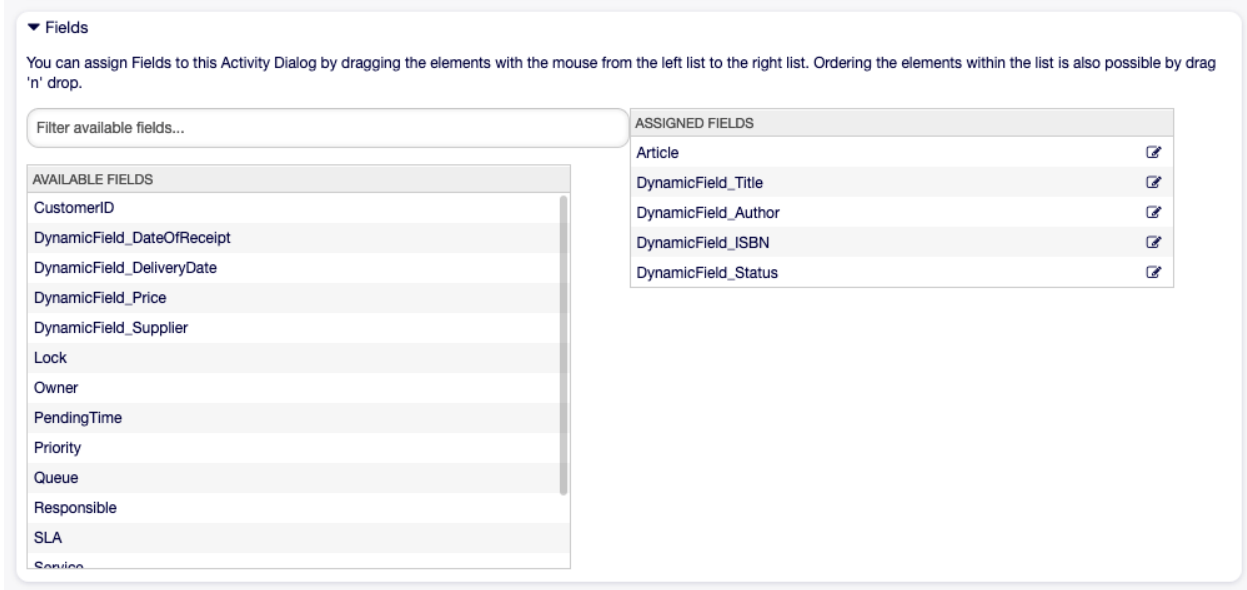 Fields
You can assign Fields to this Activity Dialog by dragging the elements with the mouse from the left list to the right list. Ordering the elements within the list is also possible by drag
'n' drop.
Filter available fields...
AVAILABLE FIELDS
CustomerID
DynamicField_DateOfReceipt
DynamicField_DeliveryDate
DynamicField_Price
DynamicField_Supplier
Lock
Owner
PendingTime
Priority
Queue
Responsible
SLA
Service
ASSIGNED FIELDS
Article
DynamicField_Title
DynamicField_Author
DynamicField_ISBN
DynamicField_Status